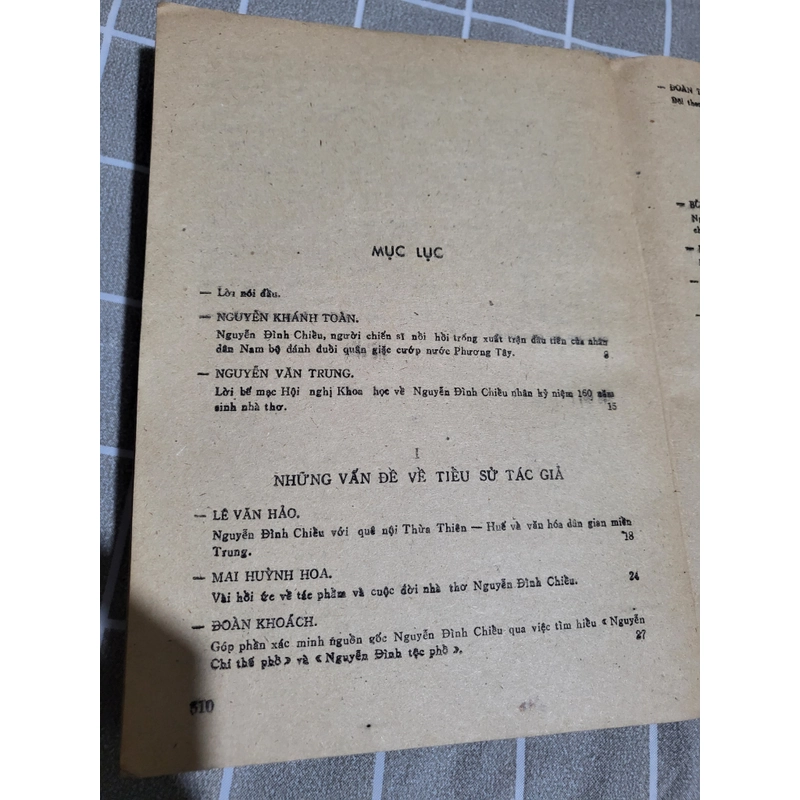 MỤC LỤC
— Lời nói đầu.
— NGUYỄN KHÁNH TOÀN.
Nguyễn Đình Chiểu, người chiến sĩ nồi hồi trống xuất trận đầu tiên của nhân
dân Nam bộ đánh đuổi quân giặc cướp nước Phương Tây. 8
— NGUYỄN VĂN TRUNG.
Lời bế mạc Hội nghị Khoa học về Nguyễn Đình Chiểu nhân kỷ niệm 160 năm
sinh nhà thơ. 15
I
NHỮNG VẤN ĐỀ VỀ TIỂU SỬ TÁC GIẢ
— LÊ VĂN HẢO.
Nguyễn Đình Chiểu với quê nội Thừa Thiên — Huế và văn hóa dân gian miền
Trung. 18
— MAI HUỲNH HOA.
Vài hồi ức về tác phẩm và cuộc đời nhà thơ Nguyễn Đình Chiểu. 24
— ĐOÀN KHOÁCH.
Góp phần xác minh nguồn gốc Nguyễn Đình Chiểu qua việc tìm hiểu « Nguyễn
Chi thế phổ » và « Nguyễn Đình tộc phổ ». 27
510
— ĐOÀN